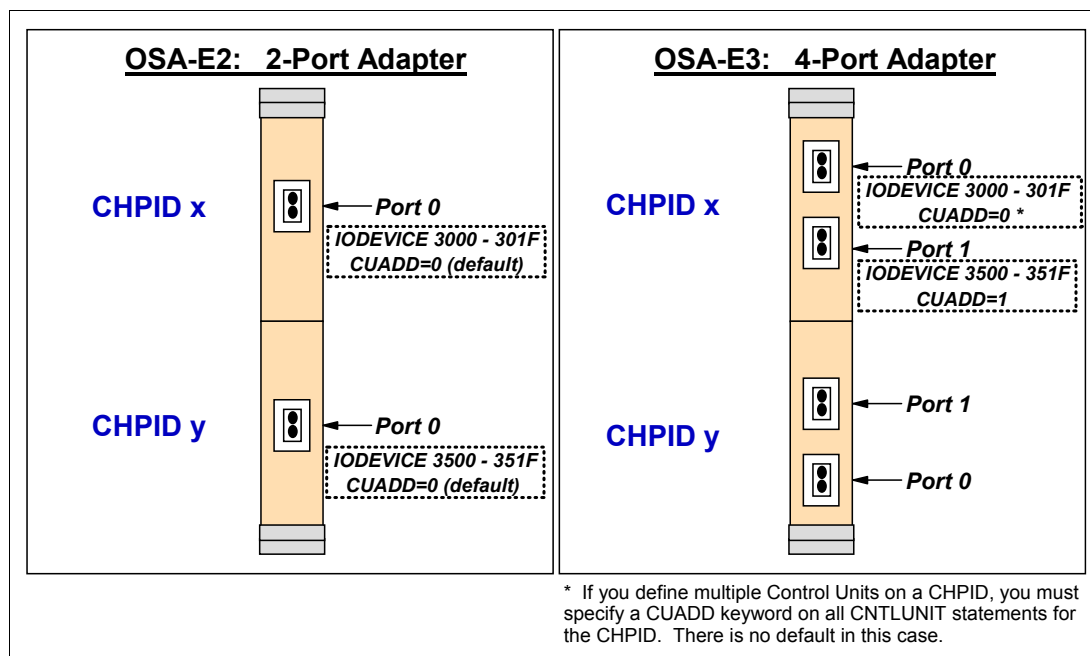 OSA-E2: 2-Port Adapter
CHPID x
Port 0
IODEVICE 3000 - 301F
CUADD=0 (default)
CHPID y
Port 0
IODEVICE 3500 - 351F
CUADD=0 (default)
OSA-E3: 4-Port Adapter
CHPID x
Port 0
IODEVICE 3000 - 301F
CUADD=0 *
Port 1
IODEVICE 3500 - 351F
CUADD=1
CHPID y
Port 1
Port 0
* If you define multiple Control Units on a CHPID, you must
specify a CUADD keyword on all CNTLUNIT statements for
the CHPID. There is no default in this case.